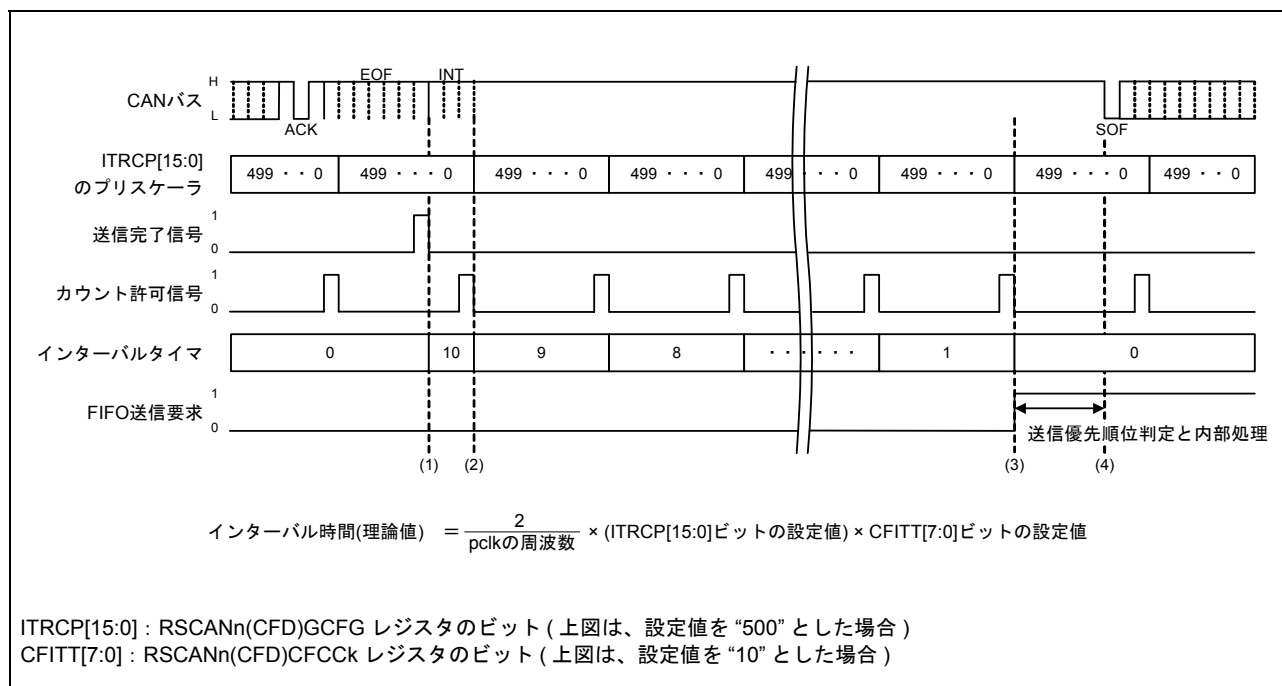 EOF INT
H
CANバス
L
ACK
SOF
ITRCP[15:0]
のプリスケーラ
499・・0 499・・・0 499・・・0 499・・・0 499・・・0 499・・・0 499・・・0 499・・0
1
送信完了信号
0
1
カウント許可信号
0
インターバルタイマ
0 10 9 8 ・・・・・・ 1 0
1
FIFO送信要求
0
送信優先順位判定と内部処理
(1) (2) (3) (4)
インターバル時間(理論値) = 2 / pclkの周波数 × (ITRCP[15:0]ビットの設定値) × CFITT[7:0]ビットの設定値
ITRCP[15:0]:RSCANn(CFD)GCFG レジスタのビット ( 上図は、設定値を “500” とした場合 )
CFITT[7:0]:RSCANn(CFD)CFCCk レジスタのビット ( 上図は、設定値を “10” とした場合 )